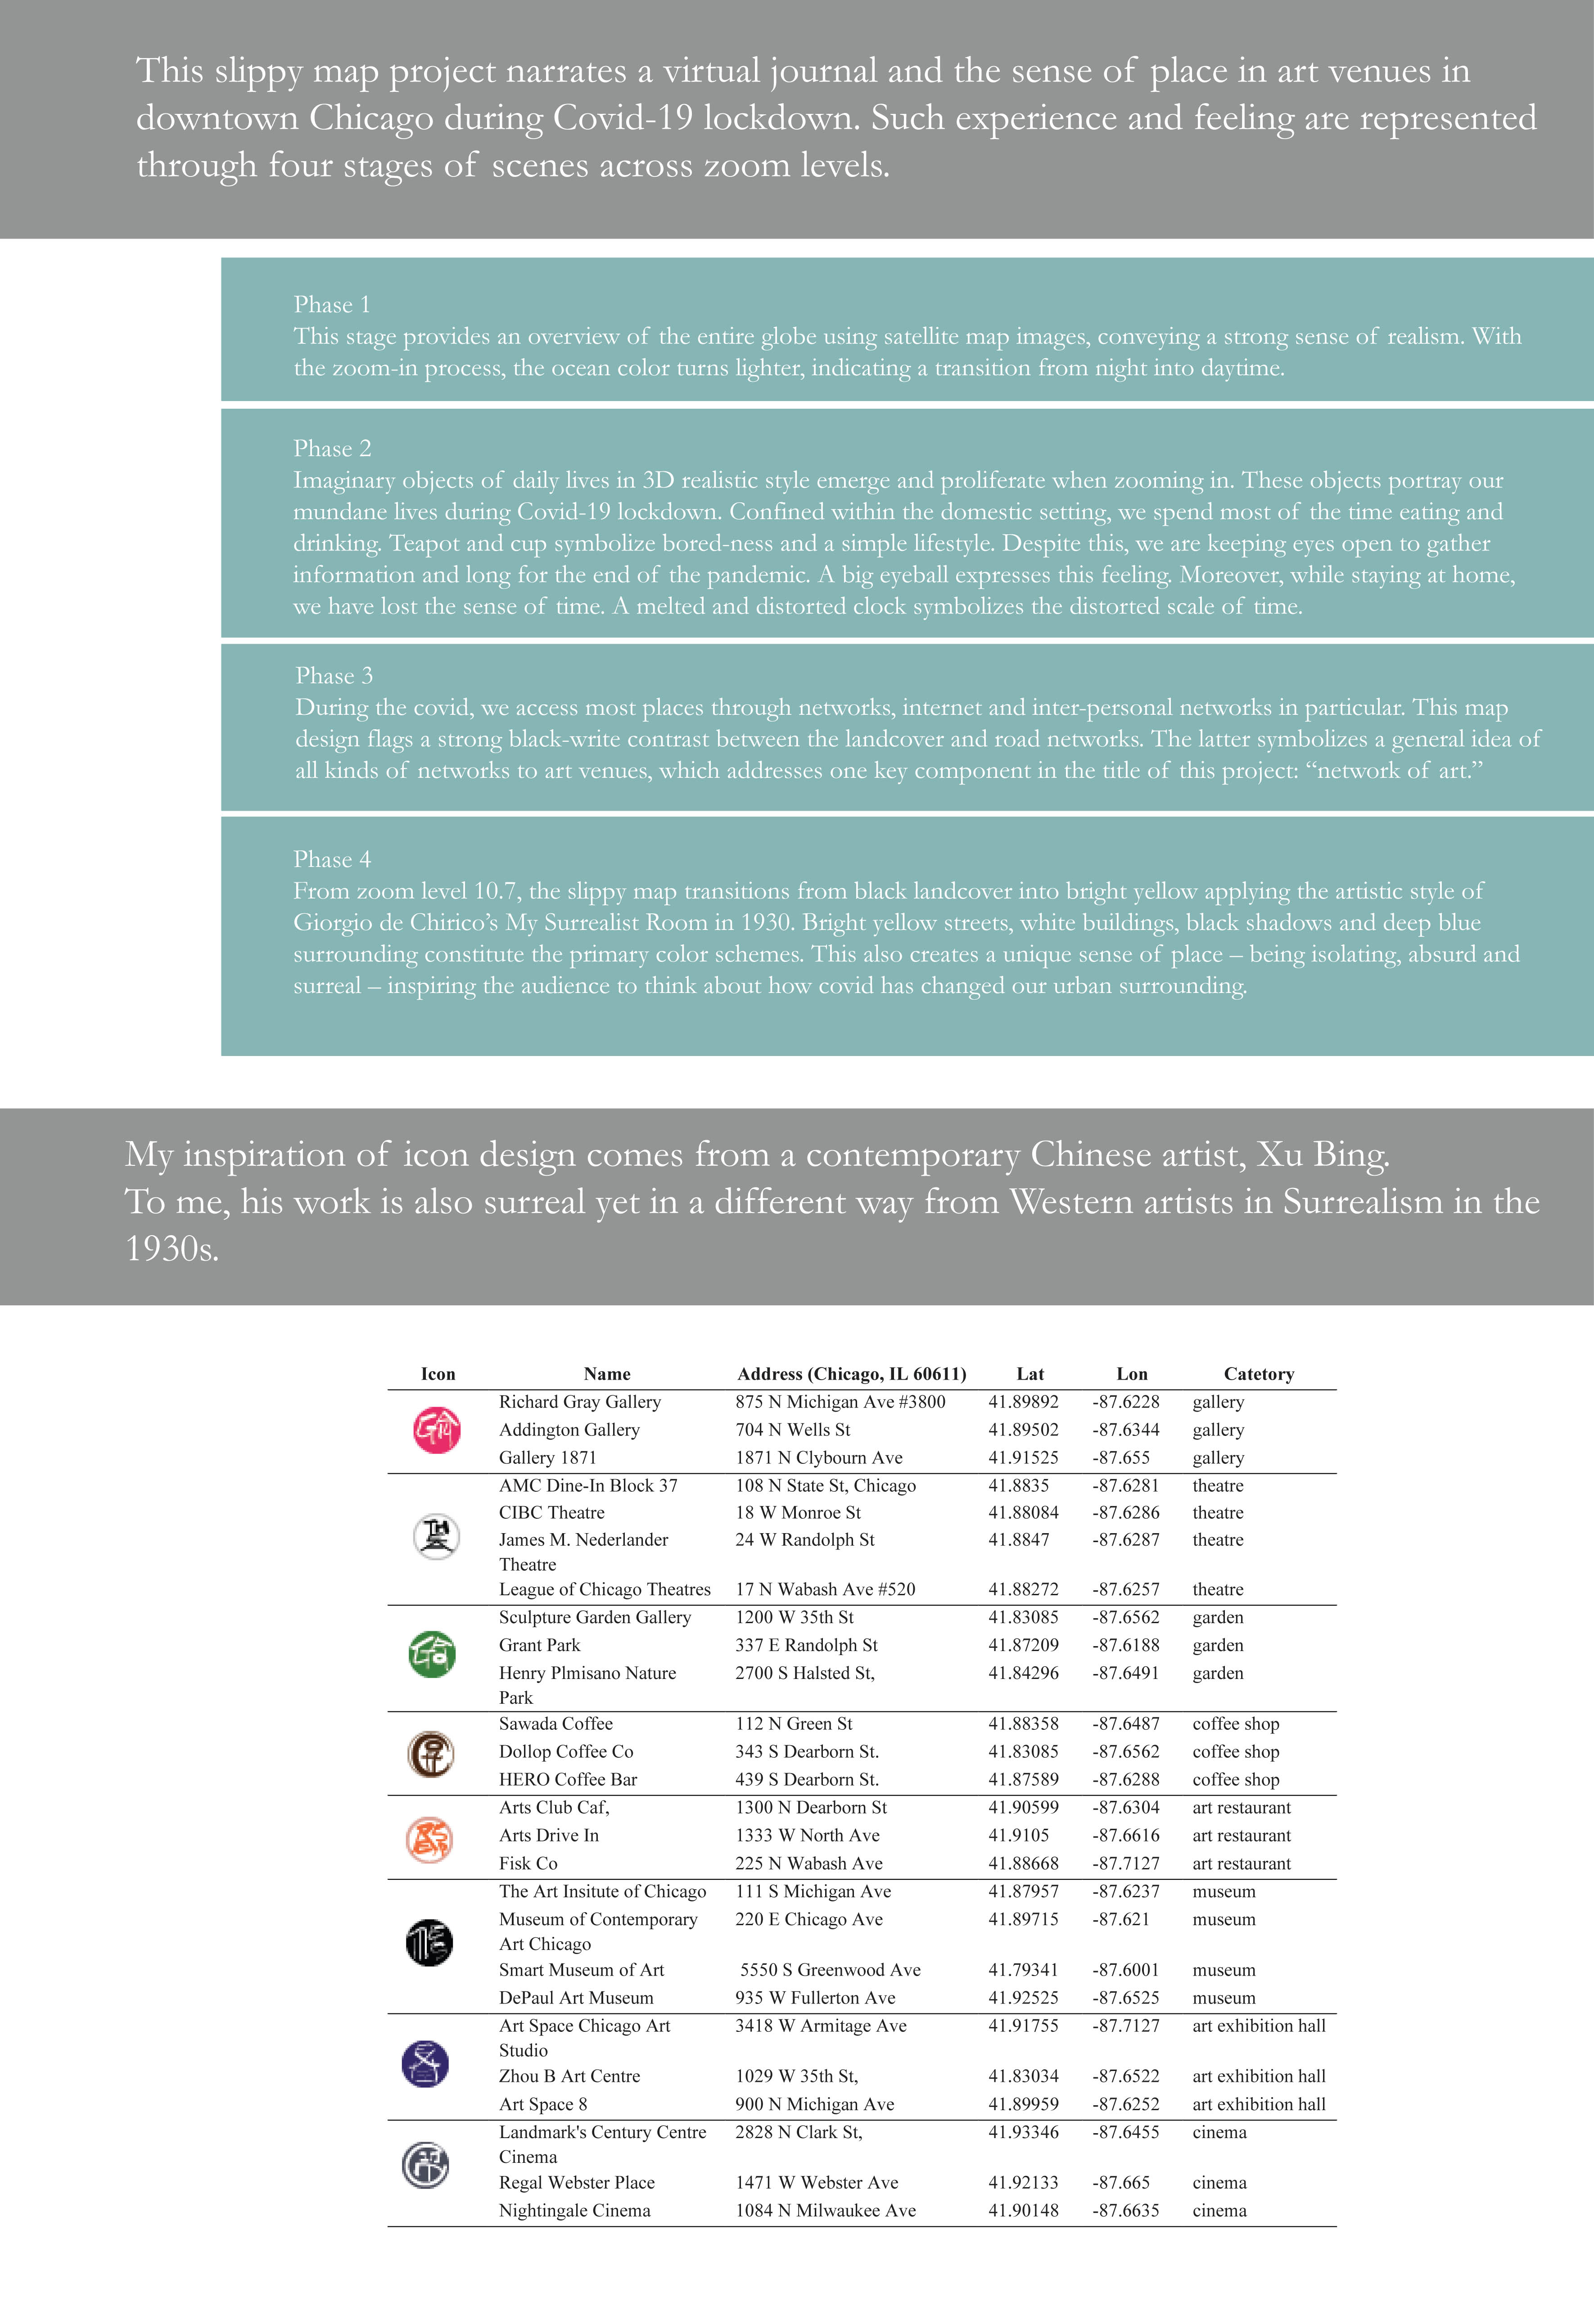 This slippy map project narrates a virtual journal and the sense of place in art venues in
downtown Chicago during Covid-19 lockdown. Such experience and feeling are represented
through four stages of scenes across zoom levels.
Phase 1
This stage provides an overview of the entire globe using satellite map images, conveying a strong sense of realism. With
the zoom-in process, the ocean color turns lighter, indicating a transition from night into daytime.
Phase 2
Imaginary objects of daily lives in 3D realistic style emerge and proliferate when zooming in. These objects portray our
mundane lives during Covid-19 lockdown. Confined within the domestic setting, we spend most of the time eating and
drinking. Teapot and cup symbolize bored-ness and a simple lifestyle. Despite this, we are keeping eyes open to gather
information and long for the end of the pandemic. A big eyeball expresses this feeling. Moreover, while staying at home,
we have lost the sense of time. A melted and distorted clock symbolizes the distorted scale of time.
Phase 3
During the covid, we access most places through networks, internet and inter-personal networks in particular. This map
design flags a strong black-write contrast between the landcover and road networks. The latter symbolizes a general idea of
all kinds of networks to art venues, which addresses one key component in the title of this project: “network of art.”
Phase 4
From zoom level 10.7, the slippy map transitions from black landcover into bright yellow applying the artistic style of
Giorgio de Chirico’s My Surrealist Room in 1930. Bright yellow streets, white buildings, black shadows and deep blue
surrounding constitute the primary color schemes. This also creates a unique sense of place – being isolating, absurd and
surreal – inspiring the audience to think about how covid has changed our urban surrounding.
My inspiration of icon design comes from a contemporary Chinese artist, Xu Bing.
To me, his work is also surreal yet in a different way from Western artists in Surrealism in the
1930s.
Icon Name Address (Chicago, IL 60611) Lat Lon Catetory
Richard Gray Gallery 875 N Michigan Ave #3800 41.89892 -87.6228 gallery
Addington Gallery 704 N Wells St 41.89502 -87.6344 gallery
Gallery 1871 1871 N Clybourn Ave 41.91525 -87.655 gallery
AMC Dine-In Block 37 108 N State St, Chicago 41.8835 -87.6281 theatre
CIBC Theatre 18 W Monroe St 41.88084 -87.6286 theatre
James M. Nederlander 24 W Randolph St 41.8847 -87.6287 theatre
Theatre
League of Chicago Theatres 17 N Wabash Ave #520 41.88272 -87.6257 theatre
Sculpture Garden Gallery 1200 W 35th St 41.83085 -87.6562 garden
Grant Park 337 E Randolph St 41.87209 -87.6188 garden
Henry Plmisano Nature 2700 S Halsted St, 41.84296 -87.6491 garden
Park
Sawada Coffee 112 N Green St 41.88358 -87.6487 coffee shop
Dollop Coffee Co 343 S Dearborn St. 41.83085 -87.6562 coffee shop
HERO Coffee Bar 439 S Dearborn St. 41.87589 -87.6288 coffee shop
Arts Club Caf, 1300 N Dearborn St 41.90599 -87.6304 art restaurant
Arts Drive In 1333 W North Ave 41.9105 -87.6616 art restaurant
Fisk Co 225 N Wabash Ave 41.88668 -87.7127 art restaurant
The Art Insitute of Chicago 111 S Michigan Ave 41.87957 -87.6237 museum
Museum of Contemporary 220 E Chicago Ave 41.89715 -87.621 museum
Art Chicago
Smart Museum of Art 5550 S Greenwood Ave 41.79341 -87.6001 museum
DePaul Art Museum 935 W Fullerton Ave 41.92525 -87.6525 museum
Art Space Chicago Art 3418 W Armitage Ave 41.91755 -87.7127 art exhibition hall
Studio
Zhou B Art Centre 1029 W 35th St, 41.83034 -87.6522 art exhibition hall
Art Space 8 900 N Michigan Ave 41.89959 -87.6252 art exhibition hall
Landmark's Century Centre 2828 N Clark St, 41.93346 -87.6455 cinema
Cinema
Regal Webster Place 1471 W Webster Ave 41.92133 -87.665 cinema
Nightingale Cinema 1084 N Milwaukee Ave 41.90148 -87.6635 cinema